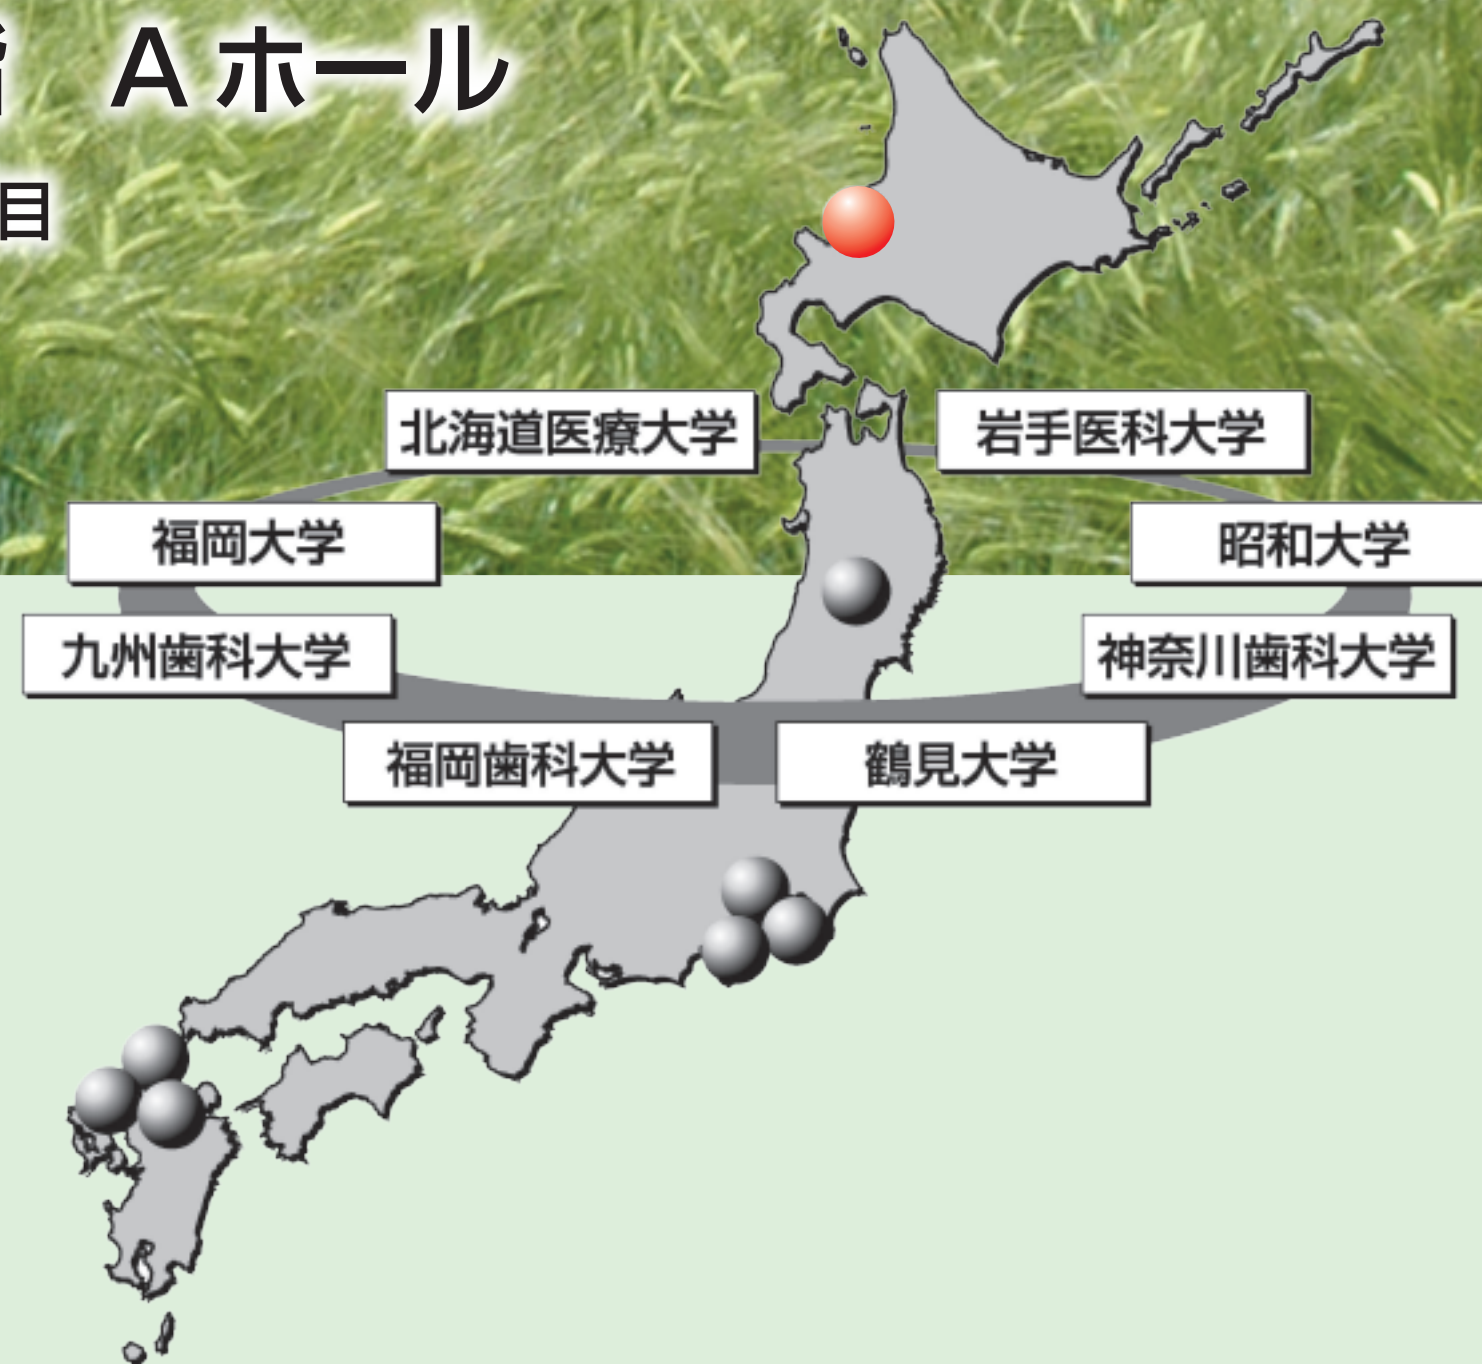 Aホール
目
北海道医療大学
岩手医科大学
福岡大学
昭和大学
九州歯科大学
神奈川歯科大学
福岡歯科大学
鶴見大学